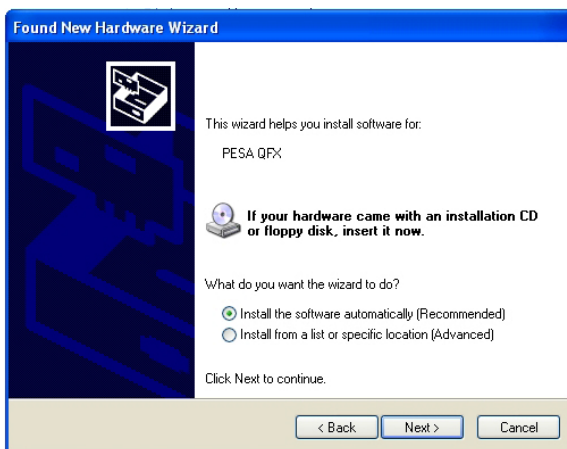 Found New Hardware Wizard
This wizard helps you install software for:
PESA QFX
If your hardware came with an installation CD
or floppy disk, insert it now.
What do you want the wizard to do?
Install the software automatically (Recommended)
Install from a list or specific location (Advanced)
Click Next to continue.
< Back Next > Cancel